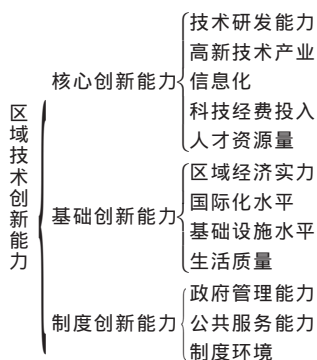 区域技术创新能力
核心创新能力
技术研发能力
高新技术产业
信息化
科技经费投入
人才资源量
基础创新能力
区域经济实力
国际化水平
基础设施水平
生活质量
制度创新能力
政府管理能力
公共服务能力
制度环境